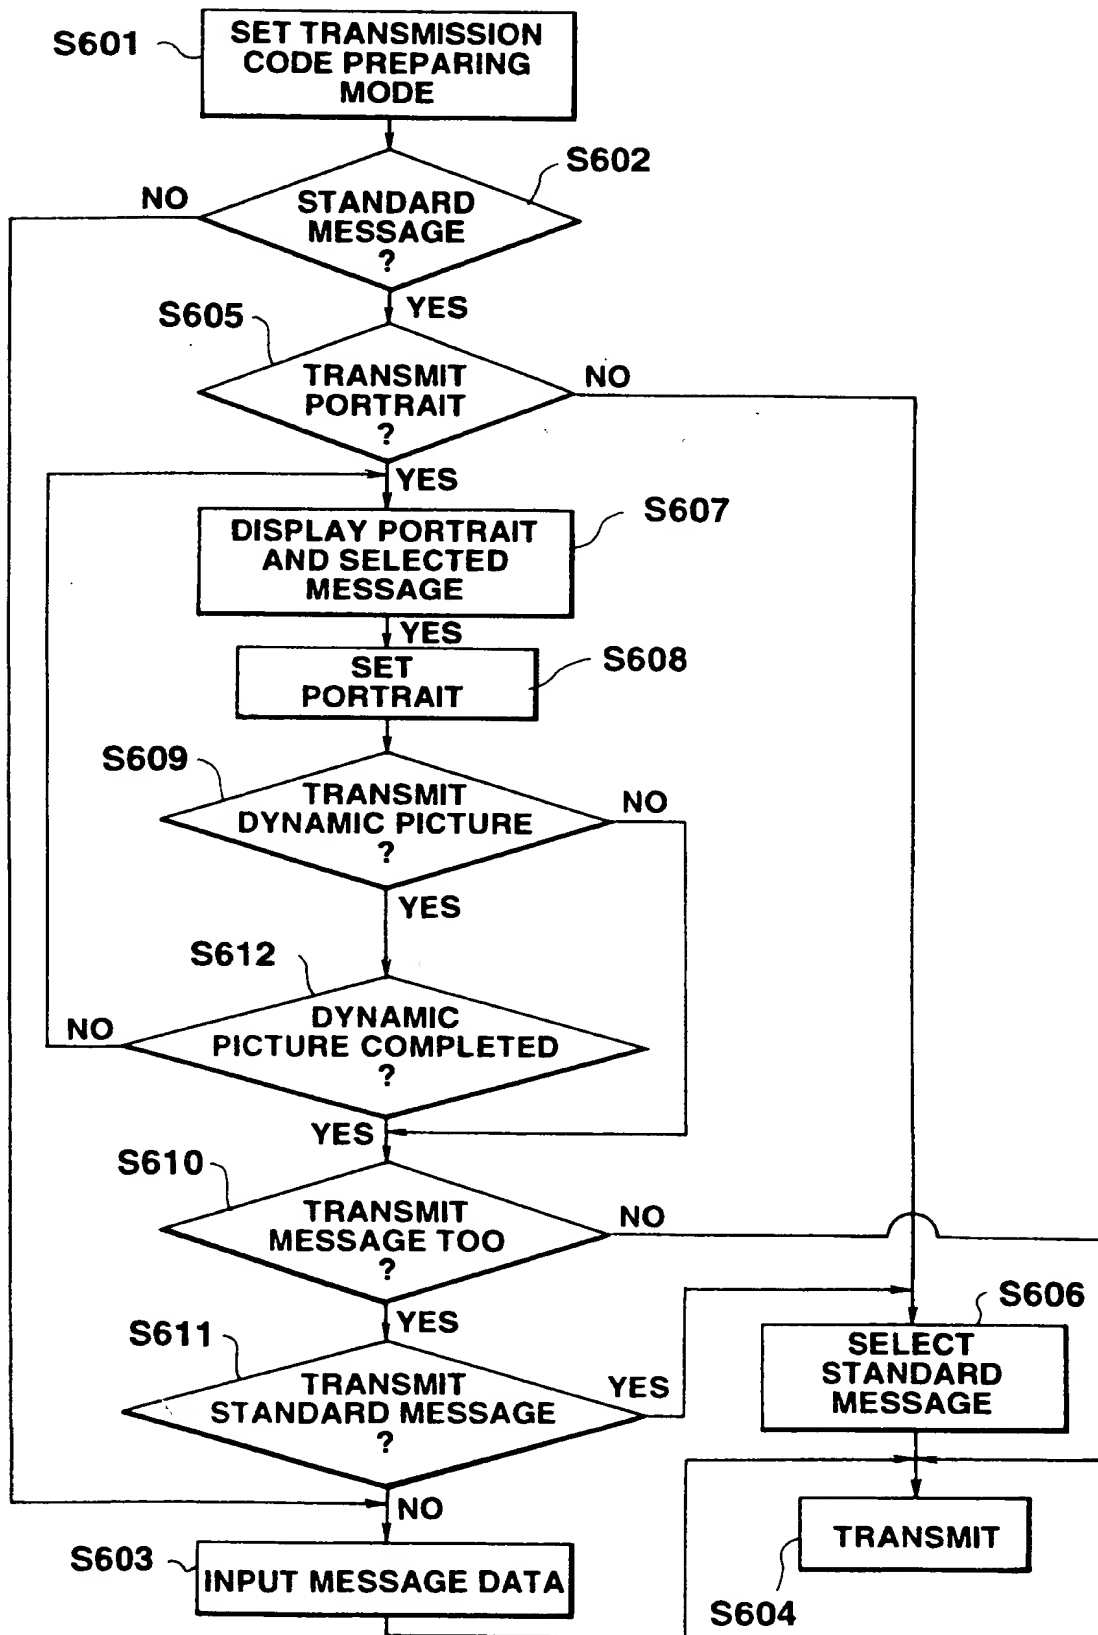 S601
SET TRANSMISSION
CODE PREPARING
MODE
S602
NO
STANDARD
MESSAGE
?
YES
S605
TRANSMIT
PORTRAIT
?
NO
YES
S607
DISPLAY PORTRAIT
AND SELECTED
MESSAGE
YES
S608
SET
PORTRAIT
S609
TRANSMIT
DYNAMIC PICTURE
?
NO
YES
S612
NO
DYNAMIC
PICTURE COMPLETED
?
YES
S610
TRANSMIT
MESSAGE TOO
?
NO
YES
S606
SELECT
STANDARD
MESSAGE
S611
TRANSMIT
STANDARD MESSAGE
?
YES
NO
TRANSMIT
S604
S603
INPUT MESSAGE DATA